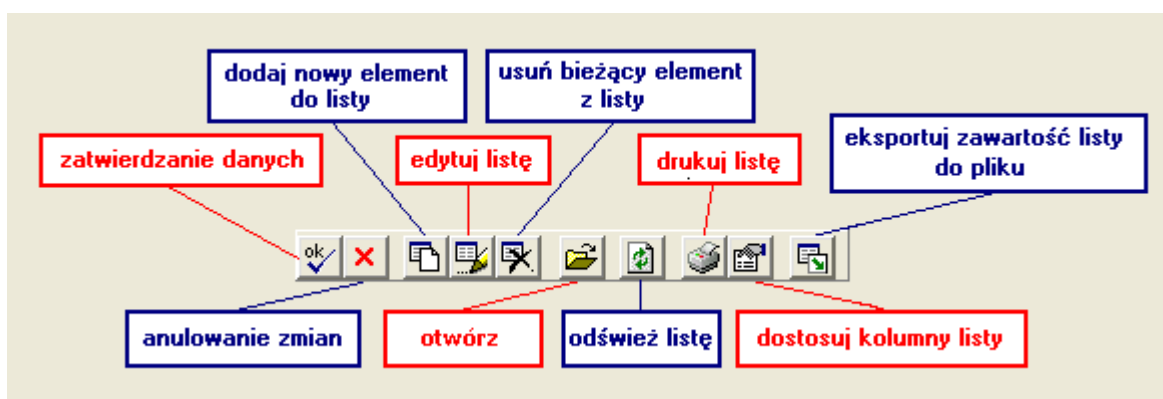 dodaj nowy element
do listy
usuń bieżący element
z listy
zatwierdzanie danych
edytuj listę
drukuj listę
eksportuj zawartość listy
do pliku
ok
anulowanie zmian
otwórz
odśwież listę
dostosuj kolumny listy